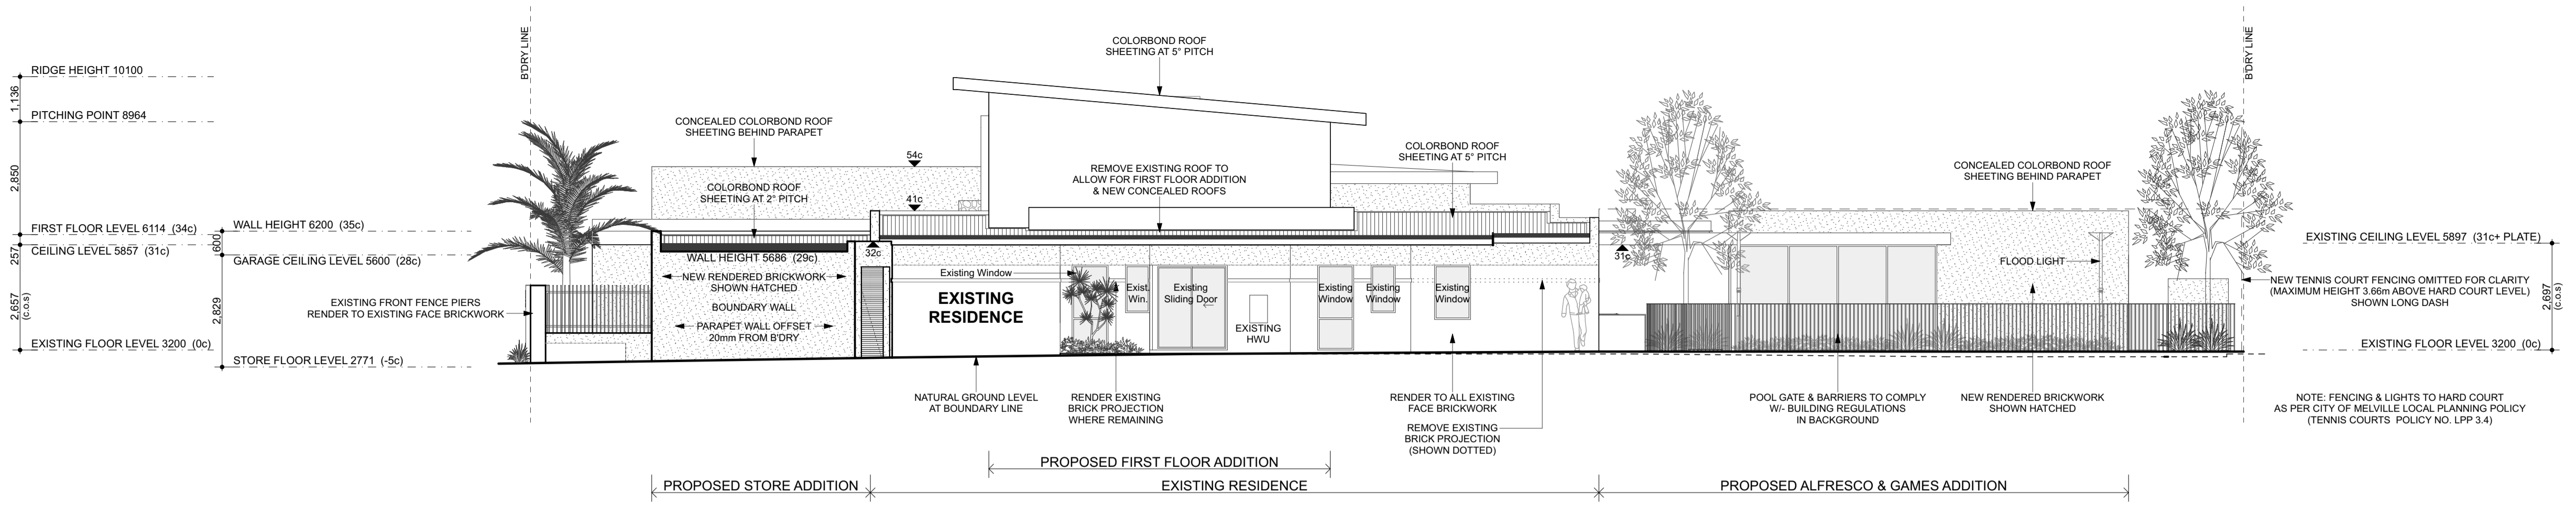 B'DRY LINE
B'DRY LINE
RIDGE HEIGHT 10100
1,136
PITCHING POINT 8964
2,850
FIRST FLOOR LEVEL 6114 (34c)
257
CEILING LEVEL 5857 (31c)
2,657
(c.o.s)
EXISTING FLOOR LEVEL 3200 (0c)
WALL HEIGHT 6200 (35c)
600
GARAGE CEILING LEVEL 5600 (28c)
2,829
STORE FLOOR LEVEL 2771 (-5c)
EXISTING FRONT FENCE PIERS
RENDER TO EXISTING FACE BRICKWORK
CONCEALED COLORBOND ROOF
SHEETING BEHIND PARAPET
COLORBOND ROOF
SHEETING AT 2° PITCH
WALL HEIGHT 5686 (29c)
NEW RENDERED BRICKWORK
SHOWN HATCHED
BOUNDARY WALL
PARAPET WALL OFFSET
20mm FROM B'DRY
54c
41c
32c
COLORBOND ROOF
SHEETING AT 5° PITCH
REMOVE EXISTING ROOF TO
ALLOW FOR FIRST FLOOR ADDITION
& NEW CONCEALED ROOFS
COLORBOND ROOF
SHEETING AT 5° PITCH
Existing Window
EXISTING
RESIDENCE
Exist.
Win.
Existing
Sliding Door
EXISTING
HWU
Existing
Window
Existing
Window
Existing
Window
31c
CONCEALED COLORBOND ROOF
SHEETING BEHIND PARAPET
FLOOD LIGHT
EXISTING CEILING LEVEL 5897 (31c+ PLATE)
NEW TENNIS COURT FENCING OMITTED FOR CLARITY
(MAXIMUM HEIGHT 3.66m ABOVE HARD COURT LEVEL)
SHOWN LONG DASH
2,697
(c.o.s)
EXISTING FLOOR LEVEL 3200 (0c)
NATURAL GROUND LEVEL
AT BOUNDARY LINE
RENDER EXISTING
BRICK PROJECTION
WHERE REMAINING
RENDER TO ALL EXISTING
FACE BRICKWORK
REMOVE EXISTING
BRICK PROJECTION
(SHOWN DOTTED)
POOL GATE & BARRIERS TO COMPLY
W/- BUILDING REGULATIONS
IN BACKGROUND
NEW RENDERED BRICKWORK
SHOWN HATCHED
NOTE: FENCING & LIGHTS TO HARD COURT
AS PER CITY OF MELVILLE LOCAL PLANNING POLICY
(TENNIS COURTS POLICY NO. LPP 3.4)
PROPOSED FIRST FLOOR ADDITION
PROPOSED STORE ADDITION
EXISTING RESIDENCE
PROPOSED ALFRESCO & GAMES ADDITION